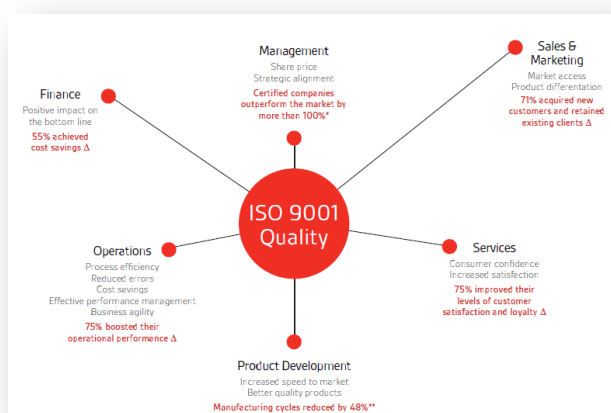 Management
Share price
Strategic alignment
Certified companies
outperform the market by
more than 100%*
Sales &
Marketing
Market access
Product differentation
71% acquired new
customers and retained
existing clients Δ
Finance
Positive impact on
the bottom line
55% achieved
cost savings Δ
ISO 9001
Quality
Operations
Process efficiency
Reduced errors
Cost savings
Effective performance management
Business agility
75% boosted their
operational performance Δ
Services
Consumer confidence
Increased satisfaction
75% improved their
levels of customer
satisfaction and loyalty Δ
Product Development
Increased speed to market
Better quality products
Manufacturing cycles reduced by 48%**